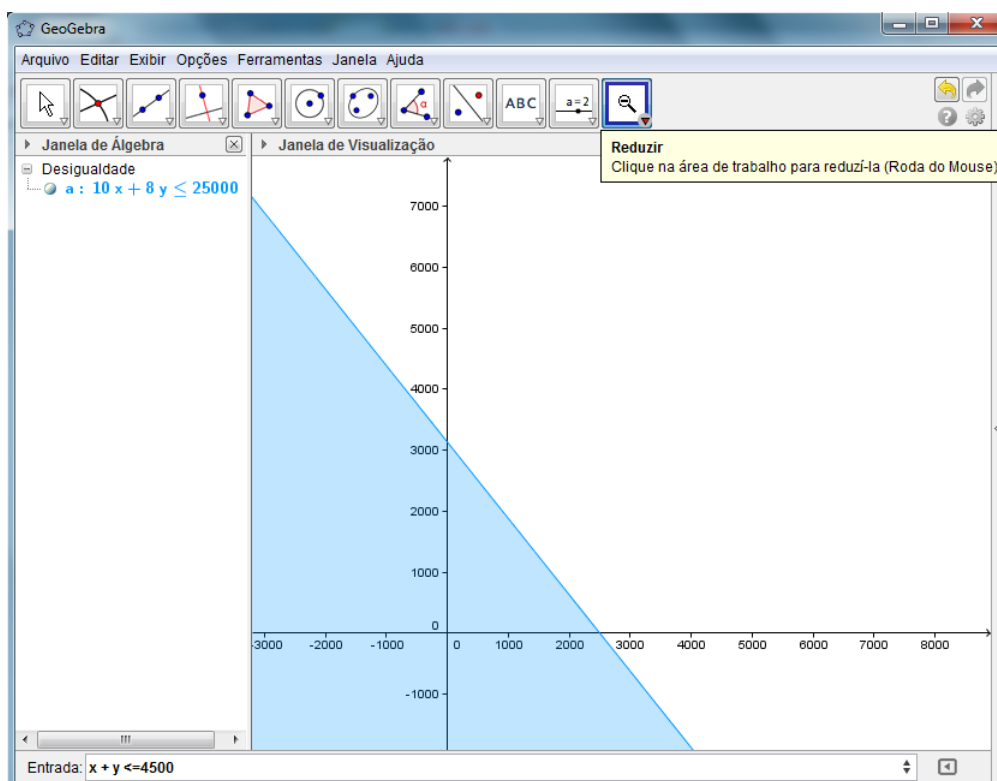 GeoGebra
Arquivo Editar Exibir Opções Ferramentas Janela Ajuda
ABC
a=2
α
Reduzir
Clique na área de trabalho para reduzí-la (Roda do Mouse)
Janela de Álgebra
Janela de Visualização
Desigualdade
a : 10 x + 8 y ≤ 25000
7000
6000
5000
4000
3000
2000
1000
0
-3000 -2000 -1000 0 1000 2000 3000 4000 5000 6000 7000 8000
-1000
Entrada: x + y <=4500